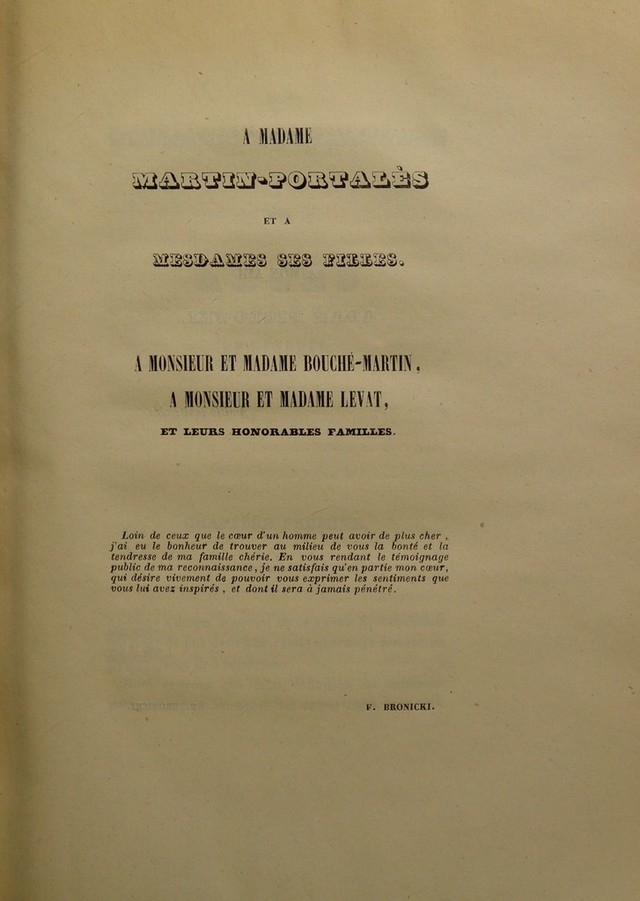 A MADAME
MARTIN-PORTALÈS
ET A
MESDAMES SES FILLES.
A MONSIEUR ET MADAME BOUCHÉ-MARTIN,
A MONSIEUR ET MADAME LEVAT,
ET LEURS HONORABLES FAMILLES.
Loin de ceux que le cœur d'un homme peut avoir de plus cher ,
j'ai eu le bonheur de trouver au milieu de vous la bonté et la
tendresse de ma famille chérie. En vous rendant le témoignage
public de ma reconnaissance, je ne satisfais qu'en partie mon cœur,
qui désire vivement de pouvoir vous exprimer les sentiments que
vous lui avez inspirés , et dont il sera à jamais pénétré.
F. BRONICKI.